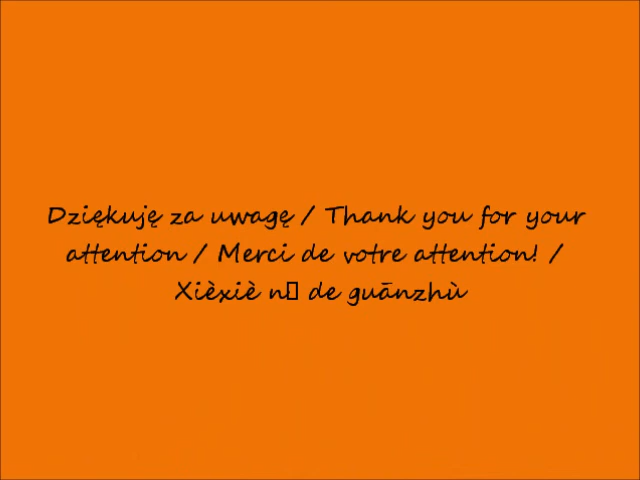 Dziękuję za uwagę / Thank you for your
attention / Merci de votre attention! /
Xièxiè n▯ de guānzhù